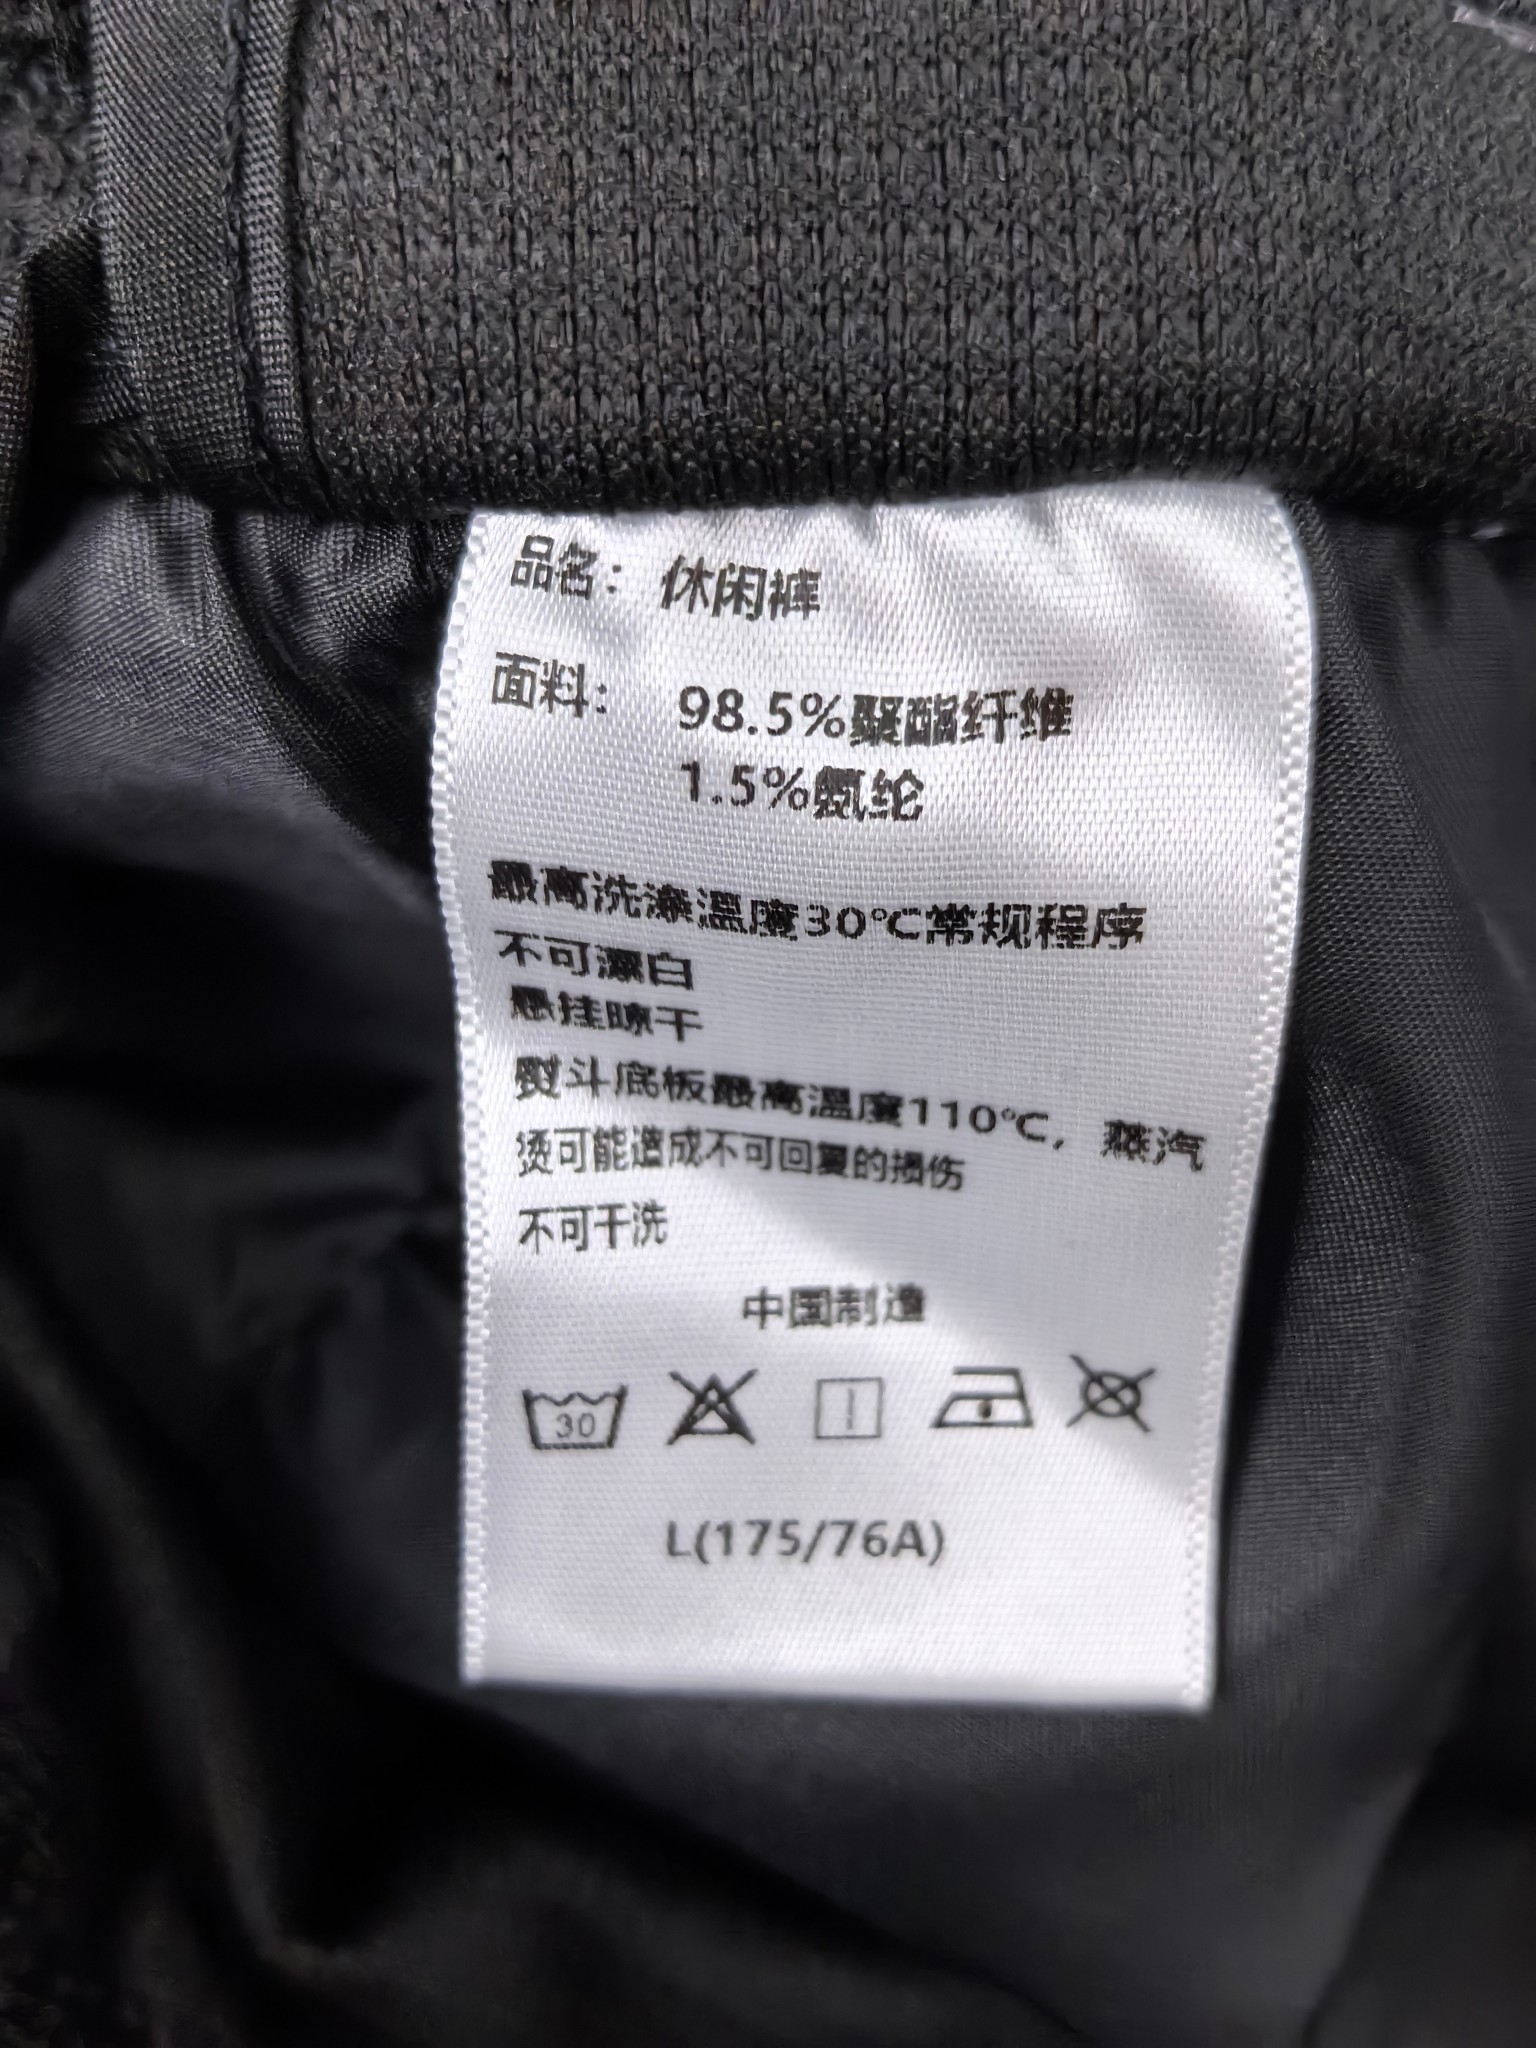 品名：休闲裤
面料：98.5%聚酯纤维
1.5%氨纶
最高洗涤温度30℃常规程序
不可漂白
悬挂晾干
熨斗底板最高温度110℃，蒸汽
烫可能造成不可回复的损伤
不可干洗
中国制造
30
L(175/76A)